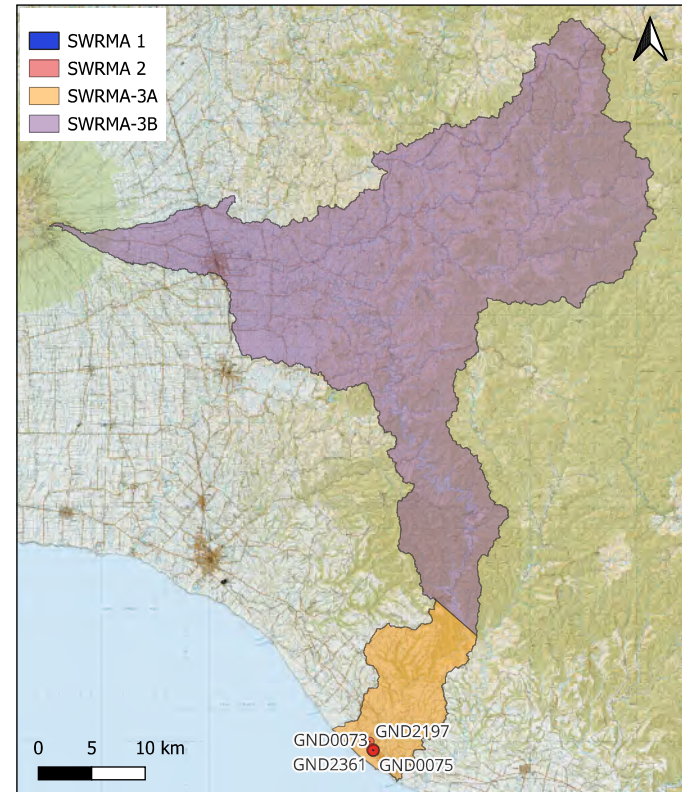 SWRMA 1
SWRMA 2
SWRMA-3A
SWRMA-3B
GND2197
GND0073
GND2361 GND0075
0 5 10 km